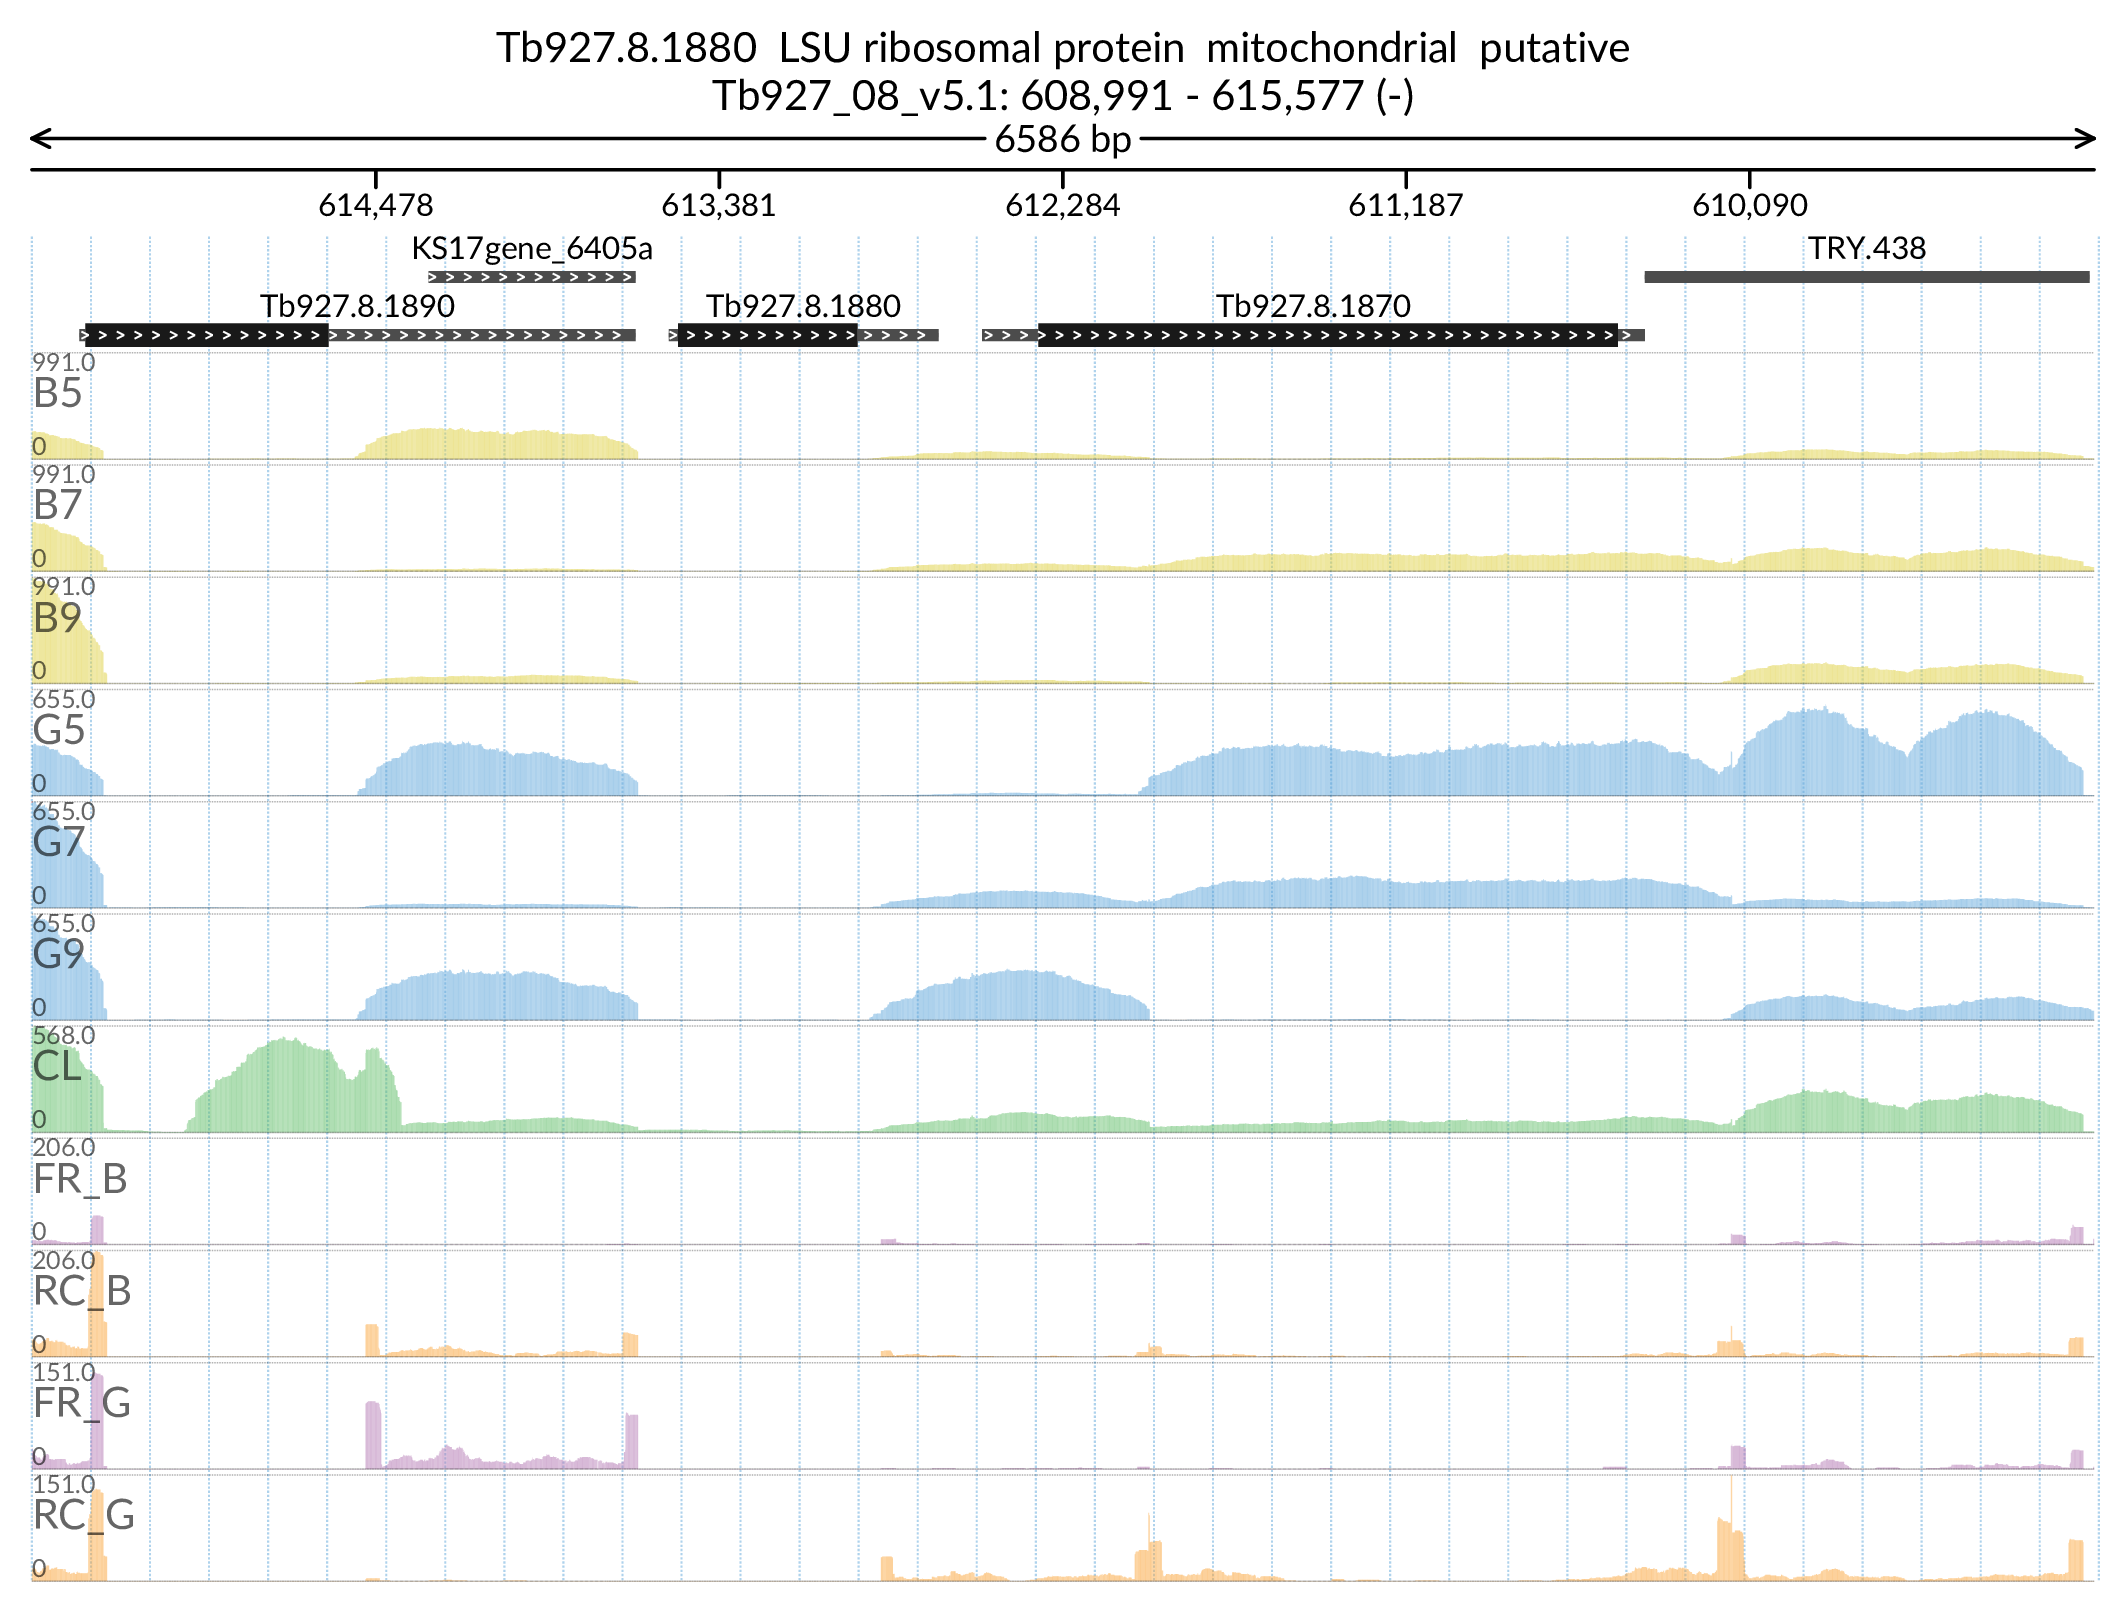 Tb927.8.1880 LSU ribosomal protein mitochondrial putative
Tb927_08_v5.1: 608,991 - 615,577 (-)
6586 bp
614,478 613,381 612,284 611,187 610,090
KS17gene_6405a TRY.438
Tb927.8.1890 Tb927.8.1880 Tb927.8.1870
991.0
B5
0
991.0
B7
0
991.0
B9
0
655.0
G5
0
655.0
G7
0
655.0
G9
0
568.0
CL
0
206.0
FR_B
0
206.0
RC_B
0
151.0
FR_G
0
151.0
RC_G
0